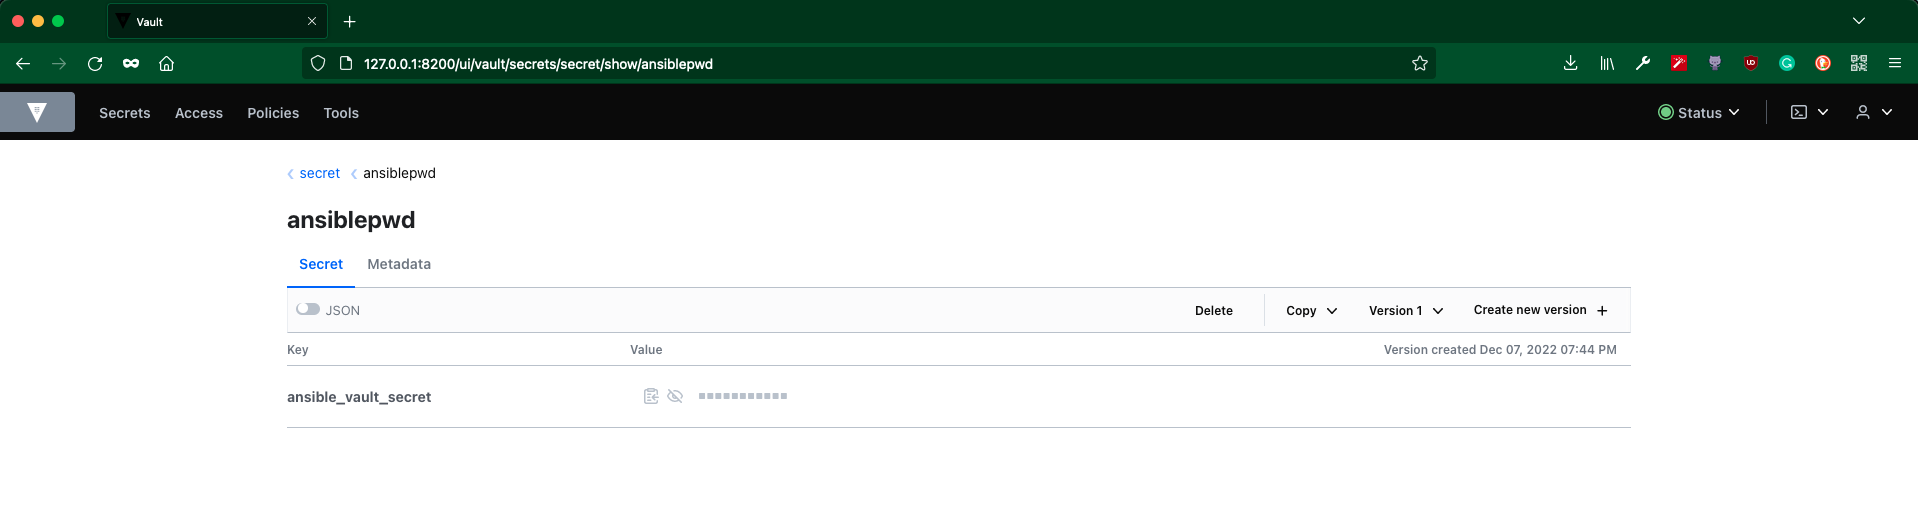 Vault
127.0.0.1:8200/ui/vault/secrets/secret/show/ansiblepwd
Secrets Access Policies Tools Status
secret ansiblepwd
ansiblepwd
Secret Metadata
JSON Delete Copy Version 1 Create new version
Key Value Version created Dec 07, 2022 07:44 PM
ansible_vault_secret